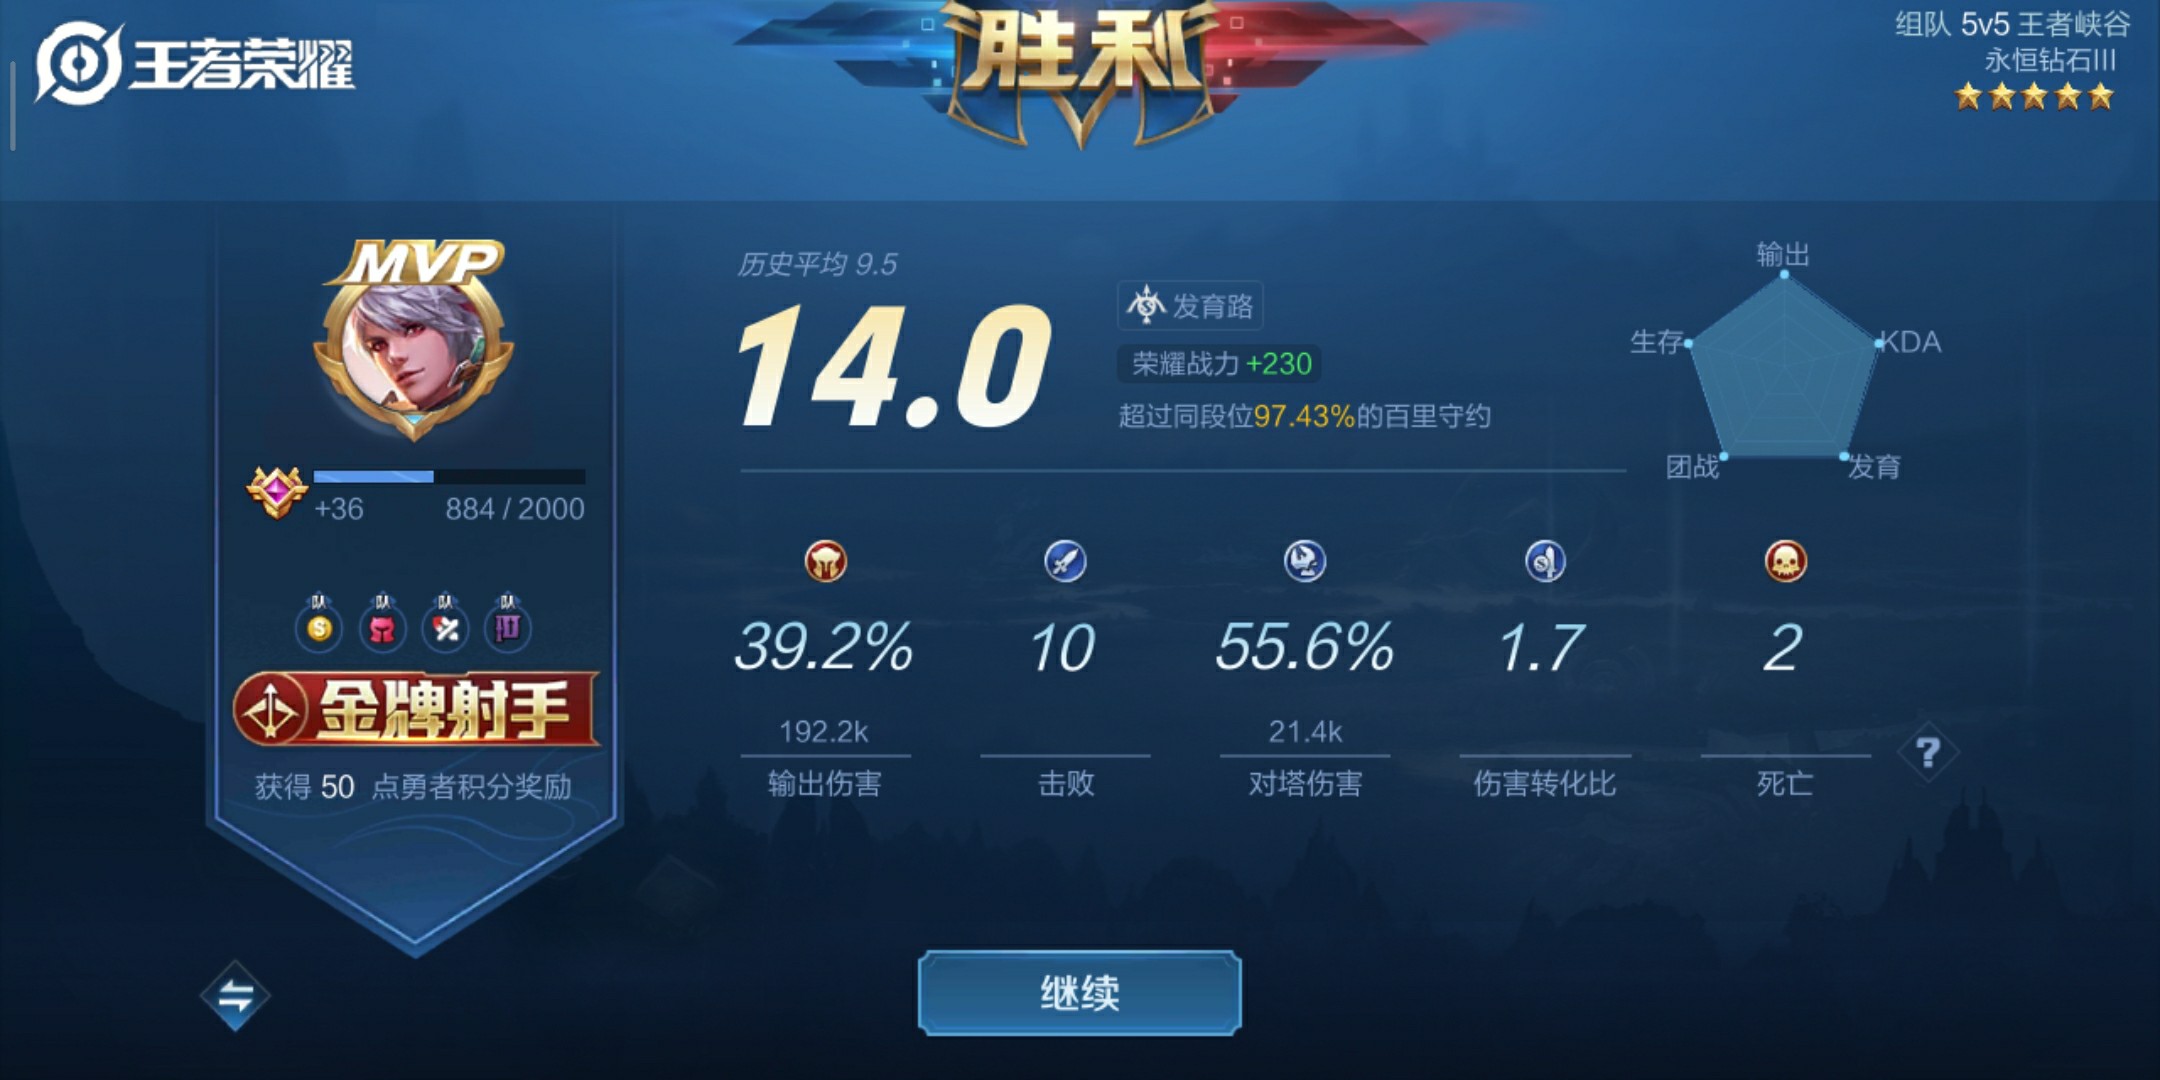 王者荣耀
胜利
组队 5v5 王者峡谷
永恒钻石III
MVP
+36
884 / 2000
队 队 队 队
金牌射手
获得 50 点勇者积分奖励
历史平均 9.5
14.0
发育路
荣耀战力 +230
超过同段位97.43%的百里守约
输出
生存
KDA
团战
发育
39.2% 10 55.6% 1.7 2
192.2k 21.4k
输出伤害 击败 对塔伤害 伤害转化比 死亡
?
继续